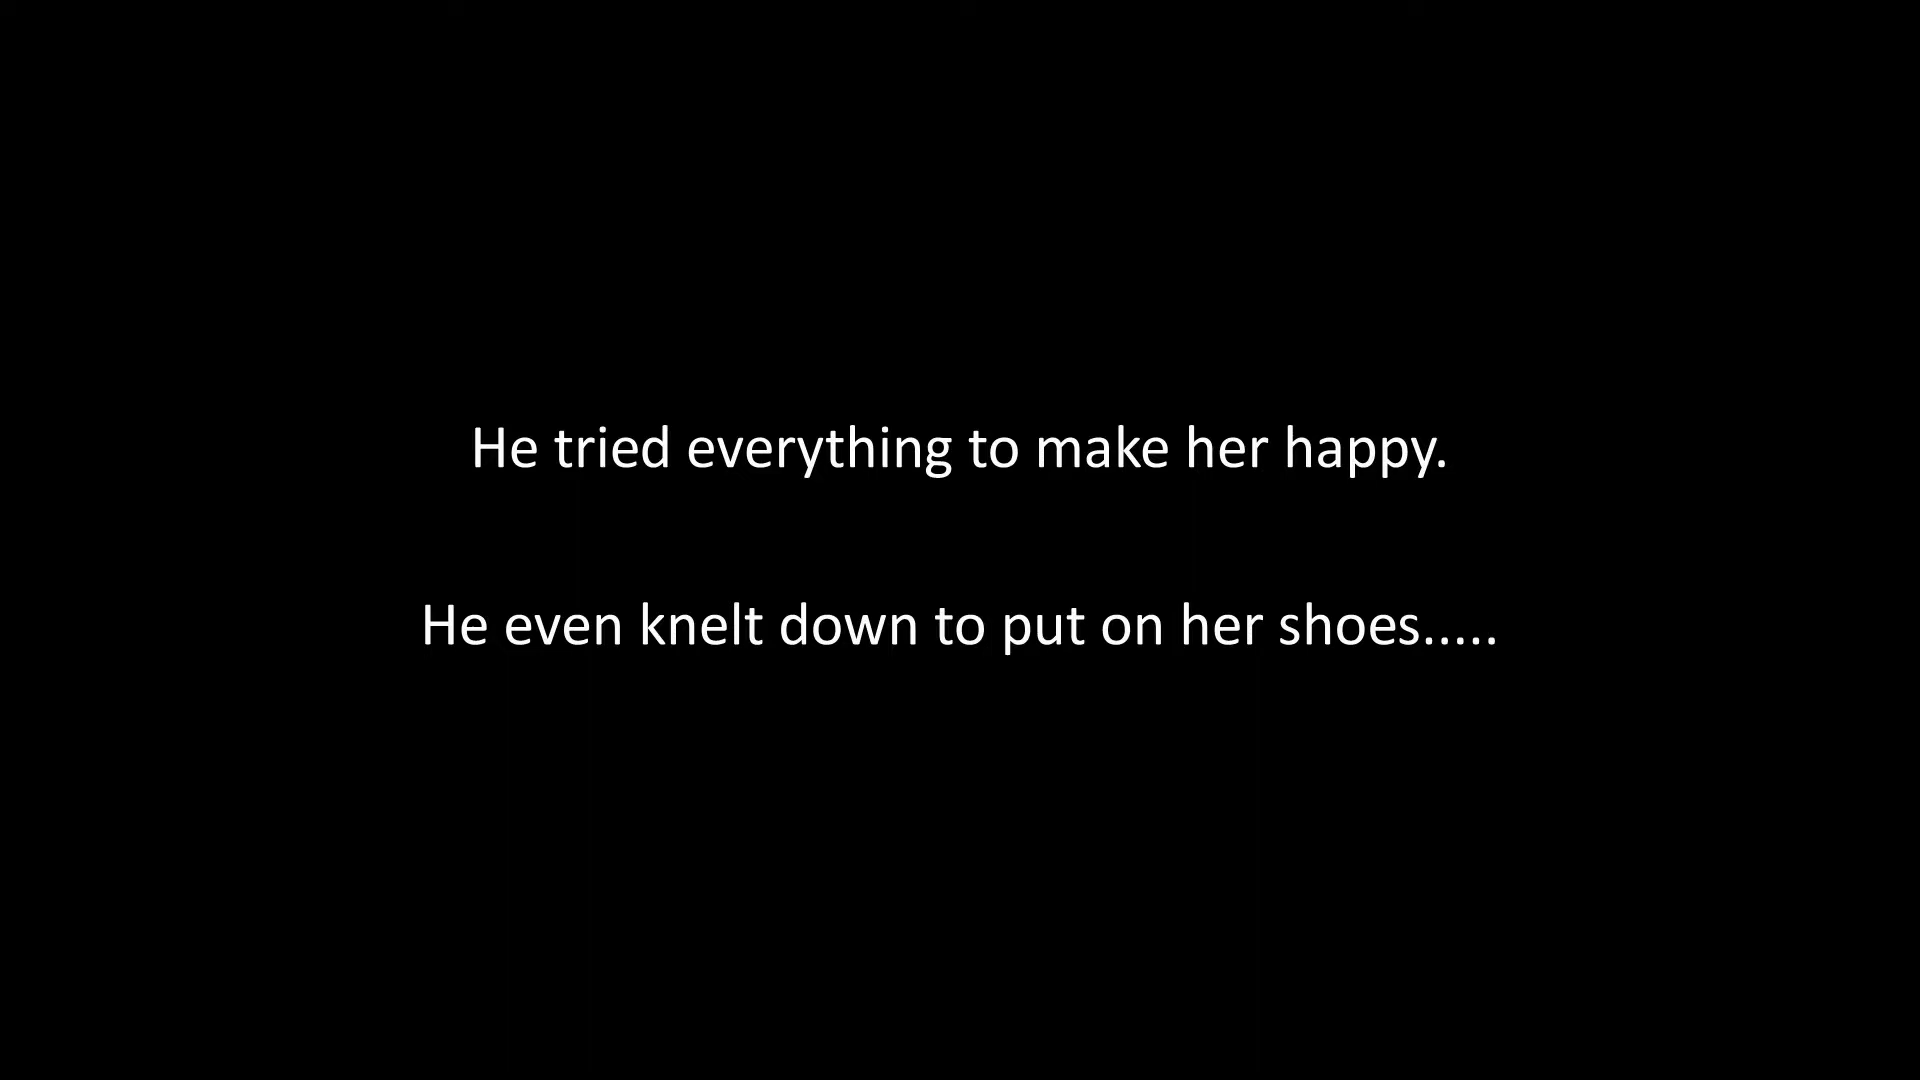 He tried everything to make her happy.
He even knelt down to put on her shoes.....